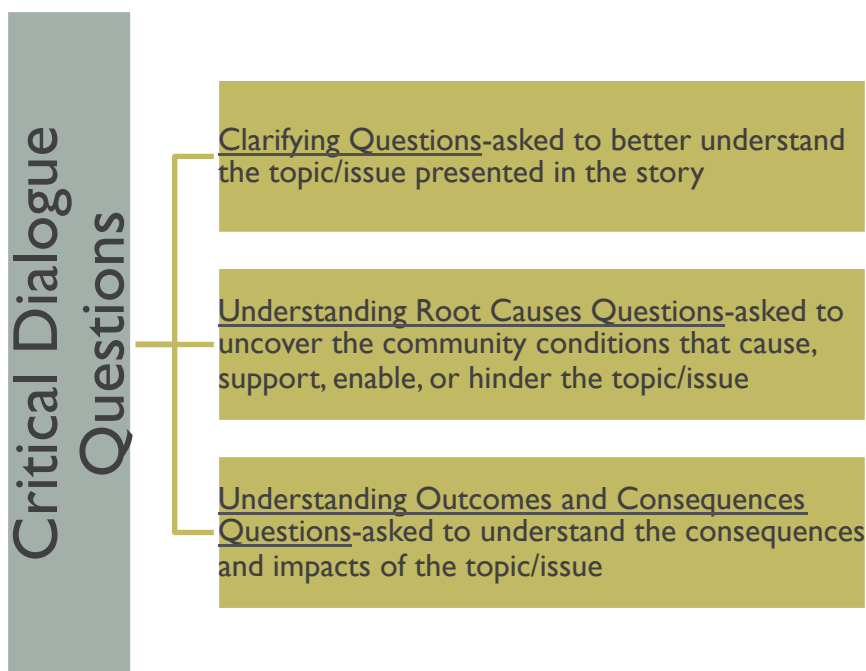 Critical Dialogue
Questions
Clarifying Questions-asked to better understand
the topic/issue presented in the story
Understanding Root Causes Questions-asked to
uncover the community conditions that cause,
support, enable, or hinder the topic/issue
Understanding Outcomes and Consequences
Questions-asked to understand the consequences
and impacts of the topic/issue